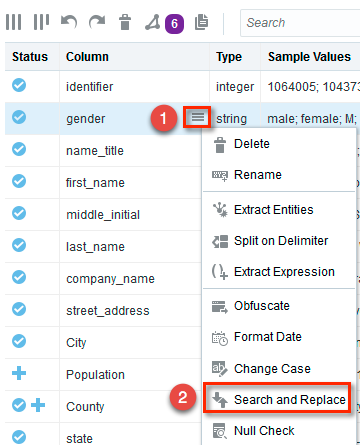 6 Search
Status Column Type Sample Values
identifier integer 1064005; 104373
1
gender string male; female; M;
name_title
first_name
middle_initial
last_name
company_name
street_address
City
Population
County
state
Delete
Rename
Extract Entities
Split on Delimiter
Extract Expression
Obfuscate
Format Date
Change Case
2
Search and Replace
Null Check